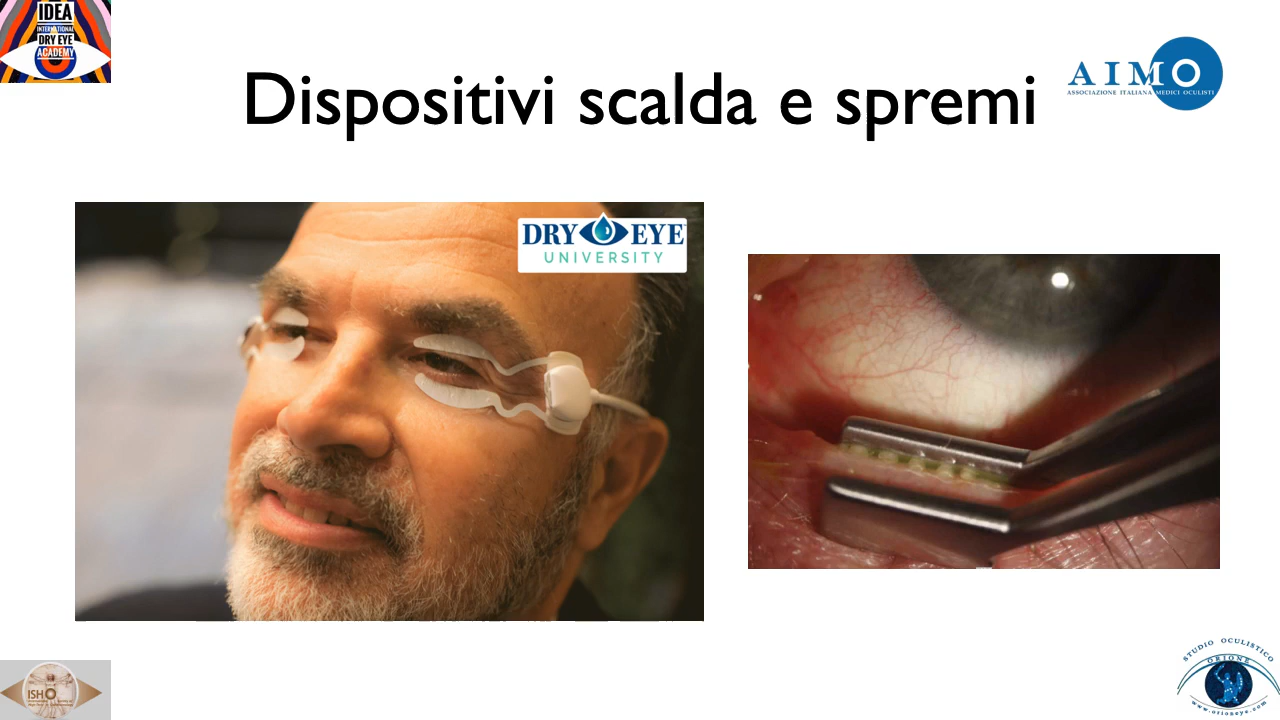 IDEA
INTERNATIONAL
DRY EYE
ACADEMY
Dispositivi scalda e spremi
AIMO
ASSOCIAZIONE ITALIANA MEDICI OCULISTI
DRY EYE
UNIVERSITY
ISHO
STUDIO OCULISTICO
ORIONE
www.orioneye.com